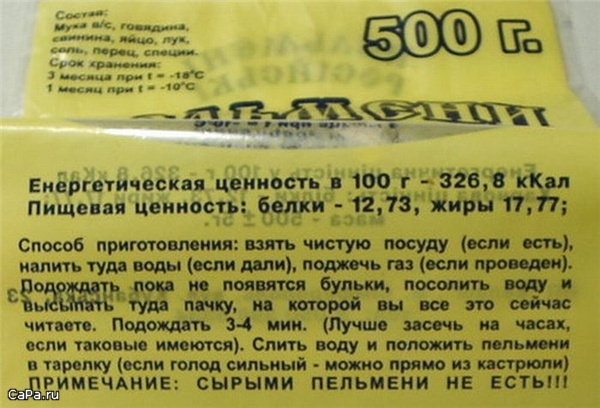 Состав:
Муха в/с, говядина,
свинина, яйцо, лук,
соль, перец, специи.
Срок хранения:
3 месяца при t = -18°C
1 месяц при t = -10°C
500 г.
Энергетическая ценность в 100 г - 326,8 кКал
Пищевая ценность: белки - 12,73, жиры 17,77;
Способ приготовления: взять чистую посуду (если есть),
налить туда воды (если дали), поджечь газ (если проведен).
Подождать пока не появятся бульки, посолить воду и
высыпать туда пачку, на которой вы все это сейчас
читаете. Подождать 3-4 мин. (Лучше засечь на часах,
если таковые имеются). Слить воду и положить пельмени
в тарелку (если голод сильный - можно прямо из кастрюли)
ПРИМЕЧАНИЕ: СЫРЫМИ ПЕЛЬМЕНИ НЕ ЕСТЬ!!!
CaPa.ru